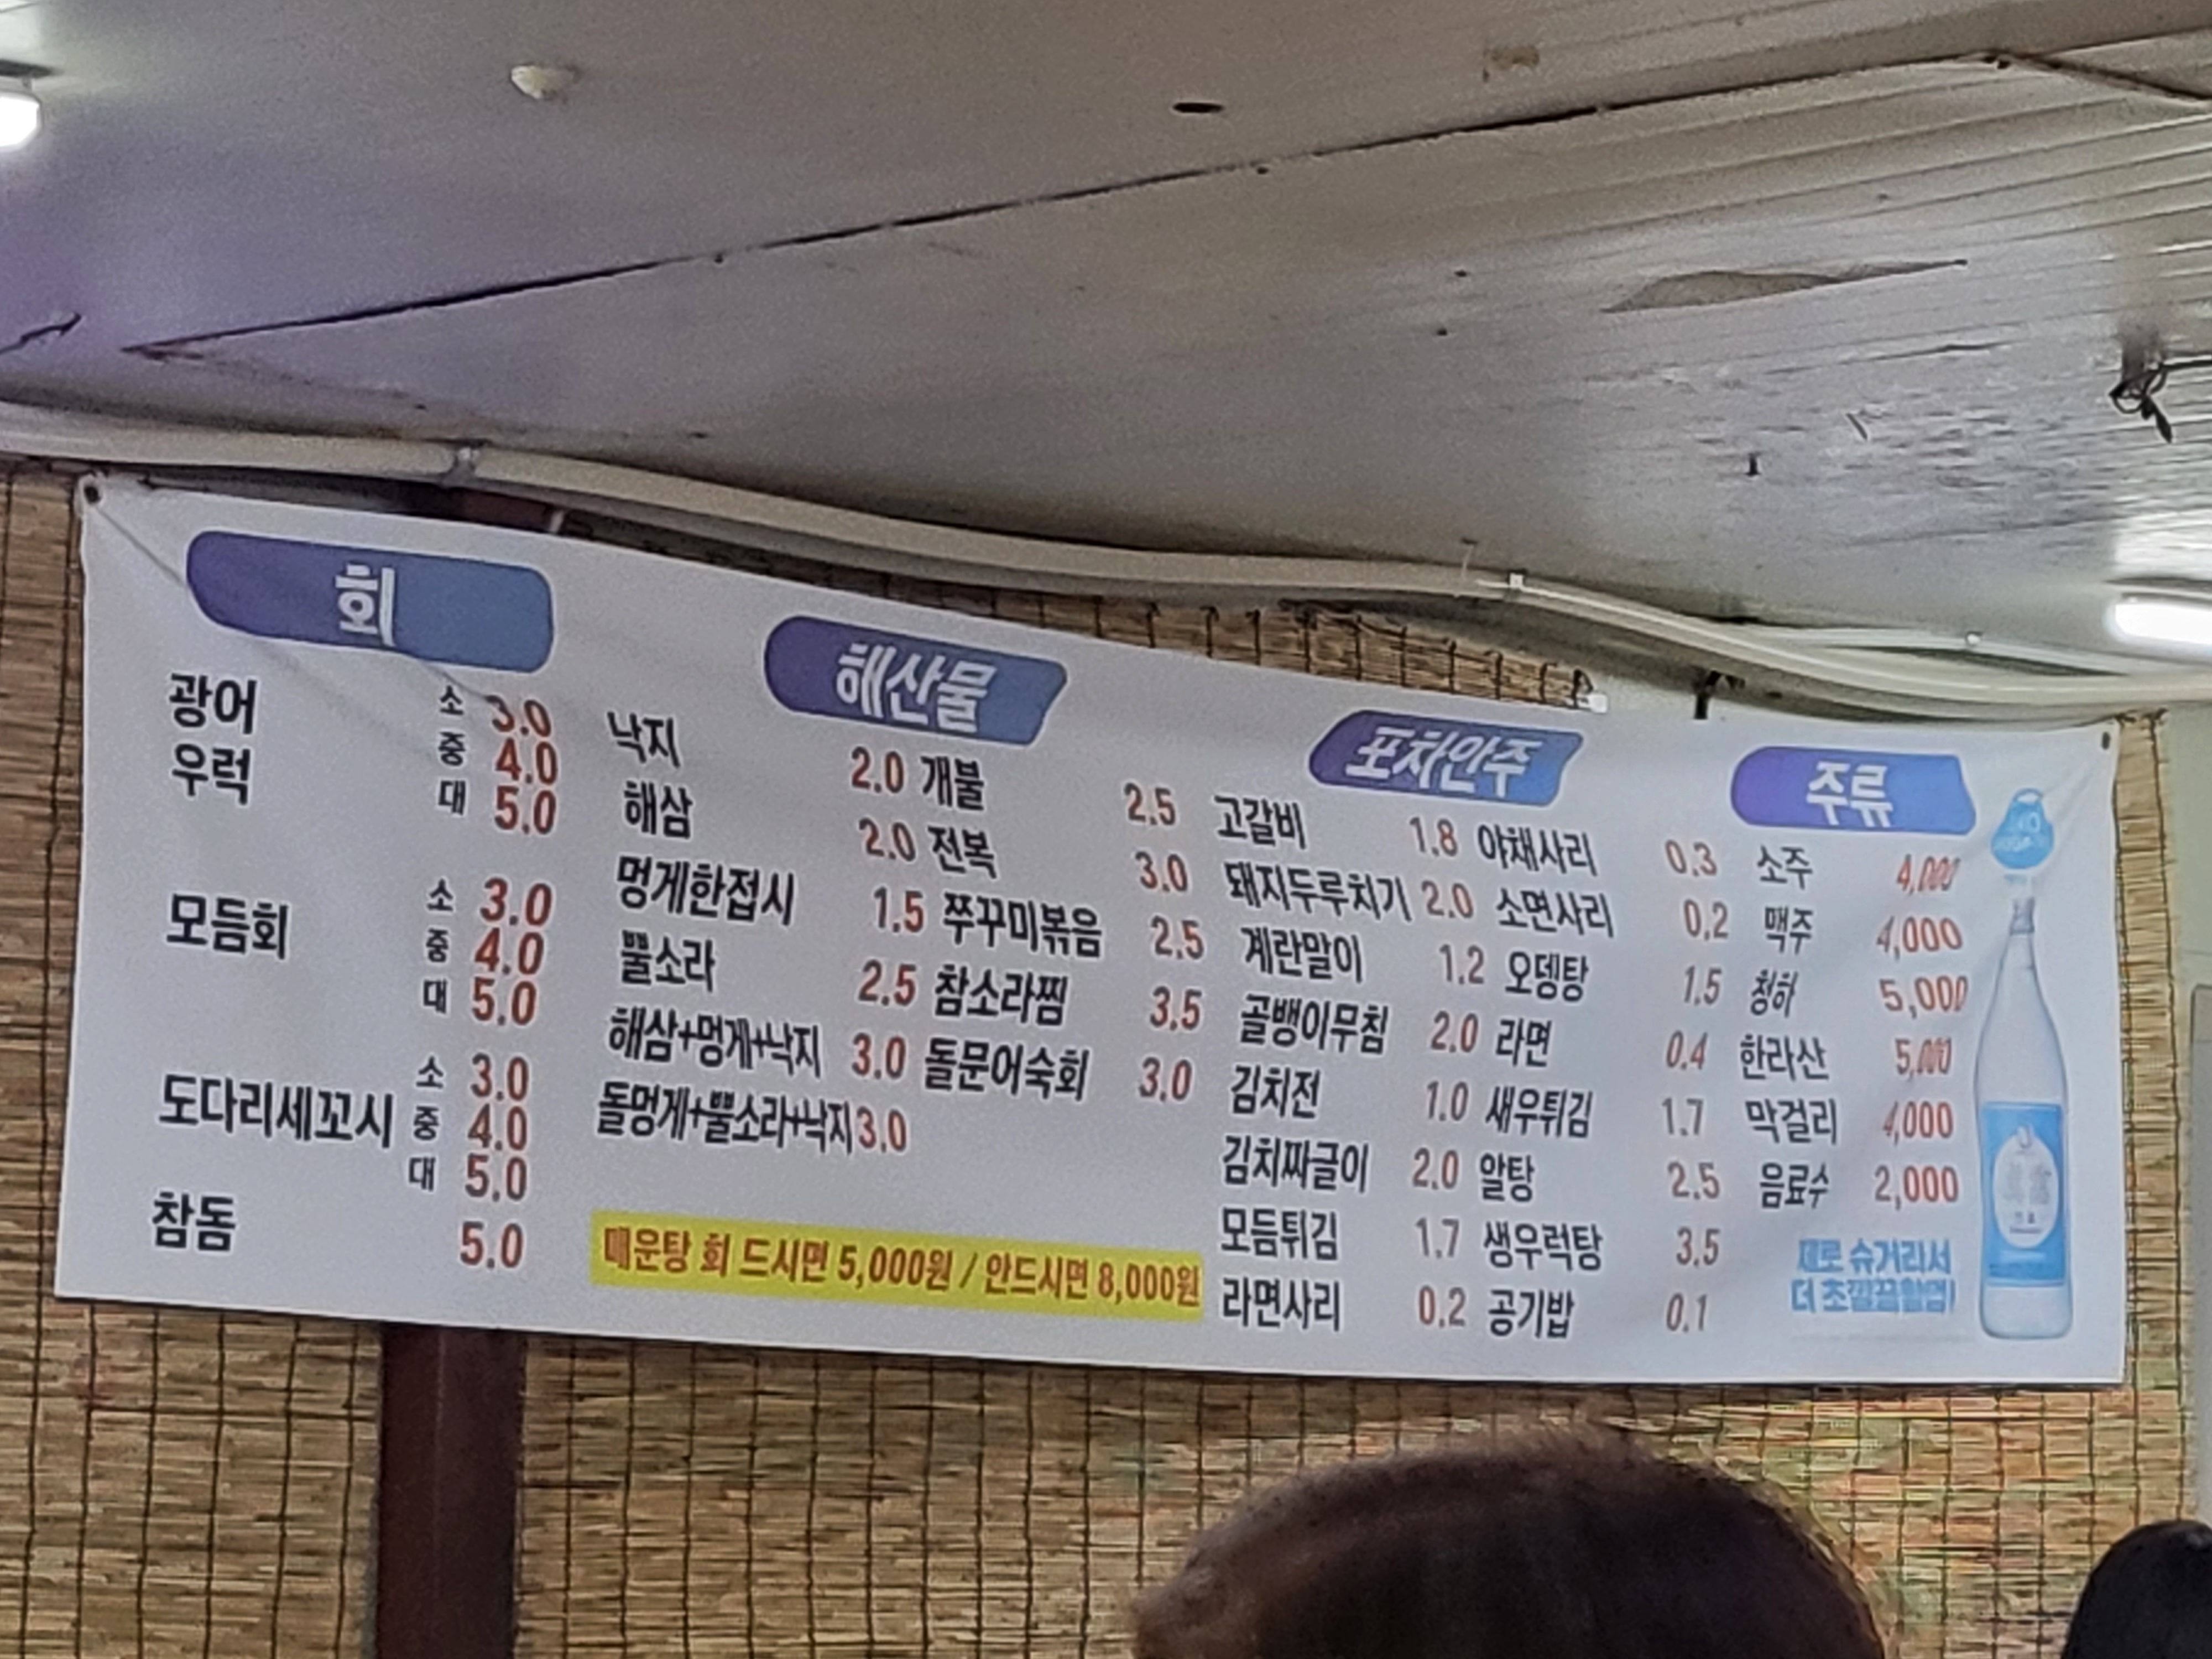 회
광어 소 3.0
우럭 중 4.0
대 5.0
모듬회 소 3.0
중 4.0
대 5.0
도다리세꼬시 소 3.0
중 4.0
대 5.0
참돔 5.0
해산물
낙지 2.0 개불 2.5
해삼 2.0 전복 3.0
멍게한접시 1.5 쭈꾸미볶음 2.5
뿔소라 2.5 참소라찜 3.5
해삼+멍게+낙지 3.0 돌문어숙회 3.0
돌멍게+뿔소라+낙지 3.0
매운탕 회 드시면 5,000원 / 안드시면 8,000원
포차안주
고갈비 1.8 야채사리 0.3
돼지두루치기 2.0 소면사리 0.2
계란말이 1.2 오뎅탕 1.5
골뱅이무침 2.0 라면 0.4
김치전 1.0 새우튀김 1.7
김치짜글이 2.0 알탕 2.5
모듬튀김 1.7 생우럭탕 3.5
라면사리 0.2 공기밥 0.1
주류
소주 4,000
맥주 4,000
청하 5,000
한라산 5,000
막걸리 4,000
음료수 2,000
제로 슈거라서
더 초깔끔할껄!